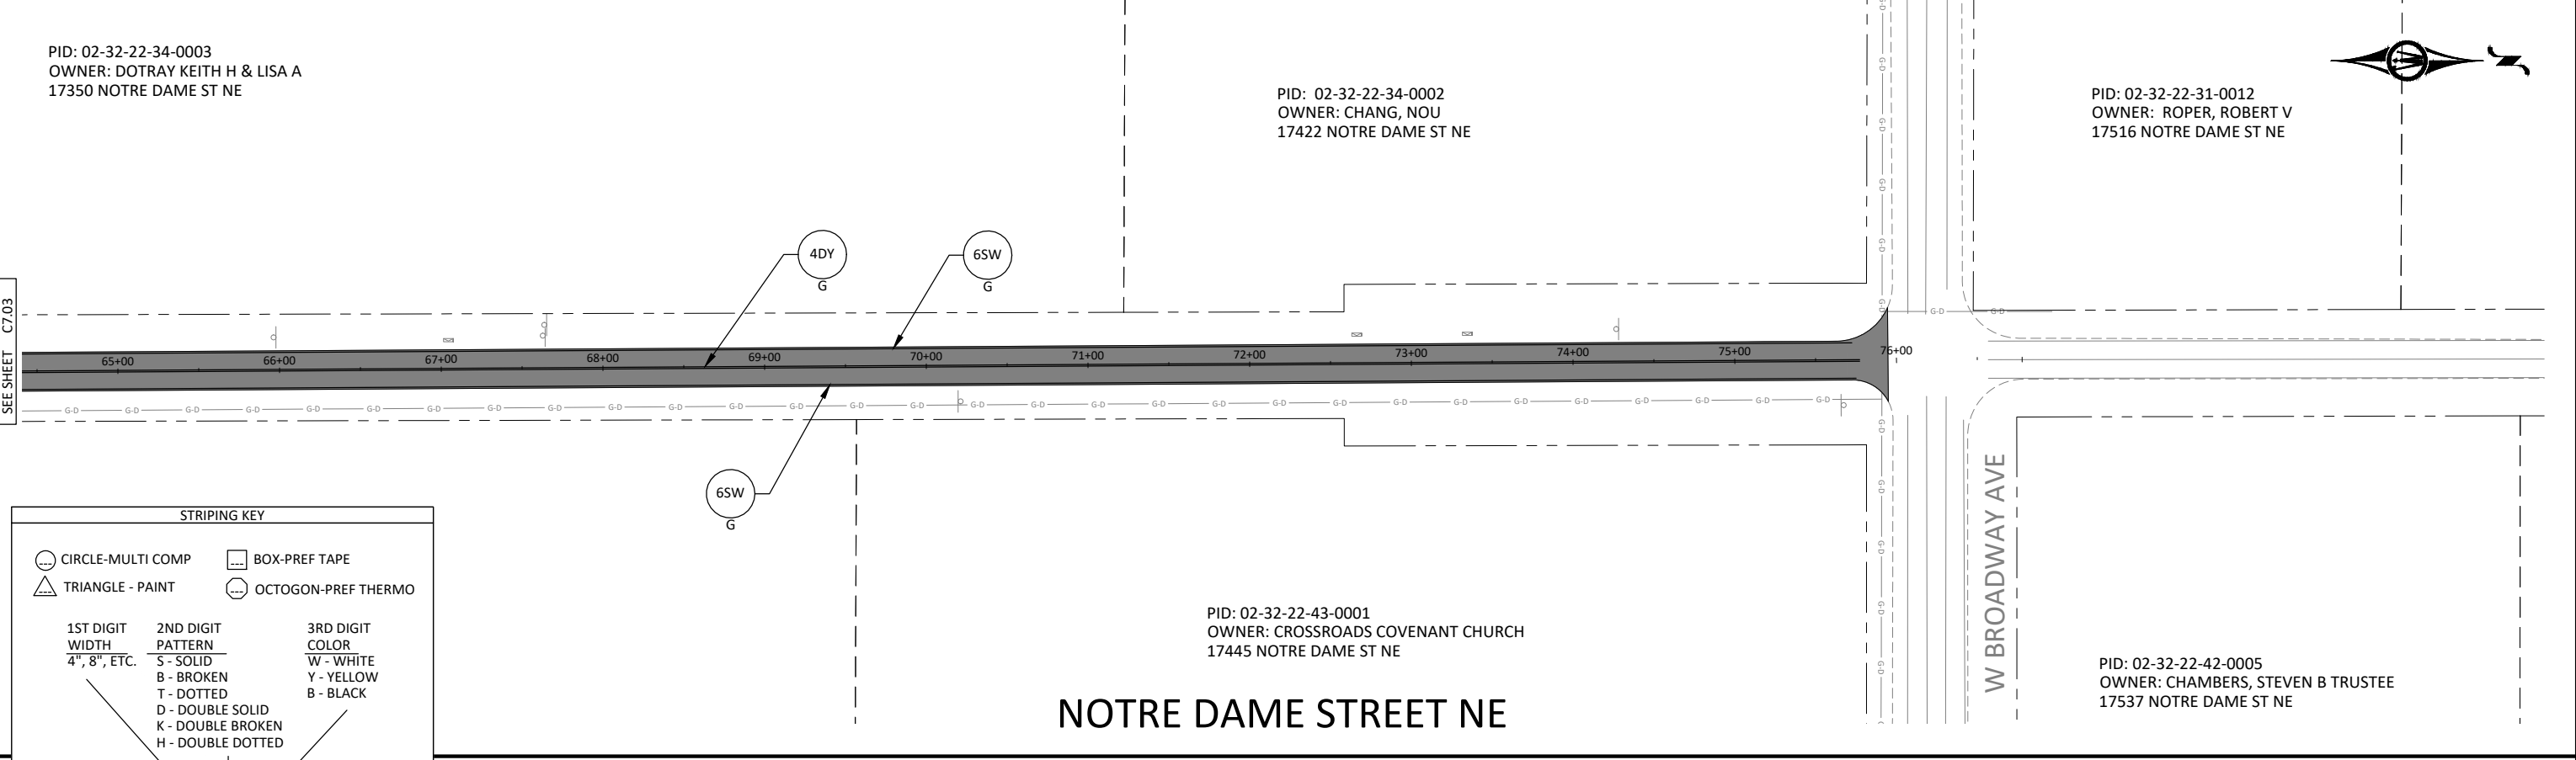 PID: 02-32-22-34-0003
OWNER: DOTRAY KEITH H & LISA A
17350 NOTRE DAME ST NE
PID: 02-32-22-34-0002
OWNER: CHANG, NOU
17422 NOTRE DAME ST NE
PID: 02-32-22-31-0012
OWNER: ROPER, ROBERT V
17516 NOTRE DAME ST NE
4DY
G
6SW
G
SEE SHEET C7.03
65+00 66+00 67+00 68+00 69+00 70+00 71+00 72+00 73+00 74+00 75+00 76+00
G-D G-D G-D G-D G-D G-D G-D G-D G-D G-D G-D G-D G-D G-D G-D G-D G-D G-D G-D G-D G-D G-D G-D G-D G-D G-D G-D G-D G-D G-D
6SW
G
STRIPING KEY
CIRCLE-MULTI COMP
BOX-PREF TAPE
TRIANGLE - PAINT
OCTOGON-PREF THERMO
1ST DIGIT
WIDTH
4", 8", ETC.
2ND DIGIT
PATTERN
S - SOLID
B - BROKEN
T - DOTTED
D - DOUBLE SOLID
K - DOUBLE BROKEN
H - DOUBLE DOTTED
3RD DIGIT
COLOR
W - WHITE
Y - YELLOW
B - BLACK
PID: 02-32-22-43-0001
OWNER: CROSSROADS COVENANT CHURCH
17445 NOTRE DAME ST NE
NOTRE DAME STREET NE
W BROADWAY AVE
PID: 02-32-22-42-0005
OWNER: CHAMBERS, STEVEN B TRUSTEE
17537 NOTRE DAME ST NE